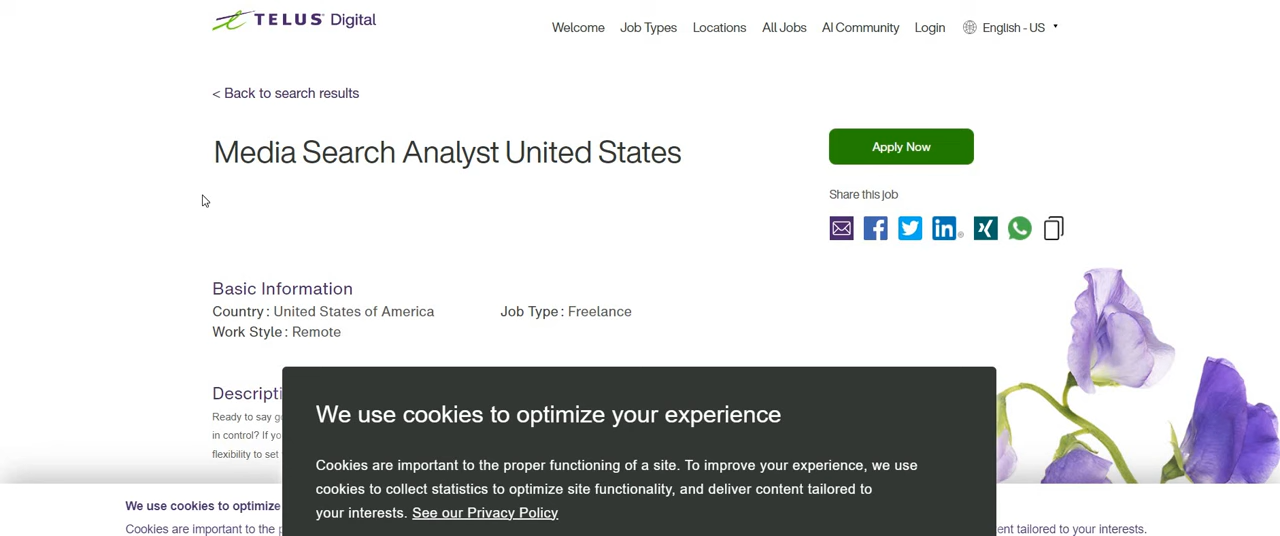 TELUS Digital
Welcome Job Types Locations All Jobs AI Community Login English - US
< Back to search results
Media Search Analyst United States
Apply Now
Share this job
Basic Information
Country : United States of America Job Type : Freelance
Work Style : Remote
Descripti
Ready to say g
in control? If yo
flexibility to set
We use cookies to optimize your experience
Cookies are important to the proper functioning of a site. To improve your experience, we use
cookies to collect statistics to optimize site functionality, and deliver content tailored to
your interests. See our Privacy Policy
We use cookies to optimize
Cookies are important to the p ent tailored to your interests.